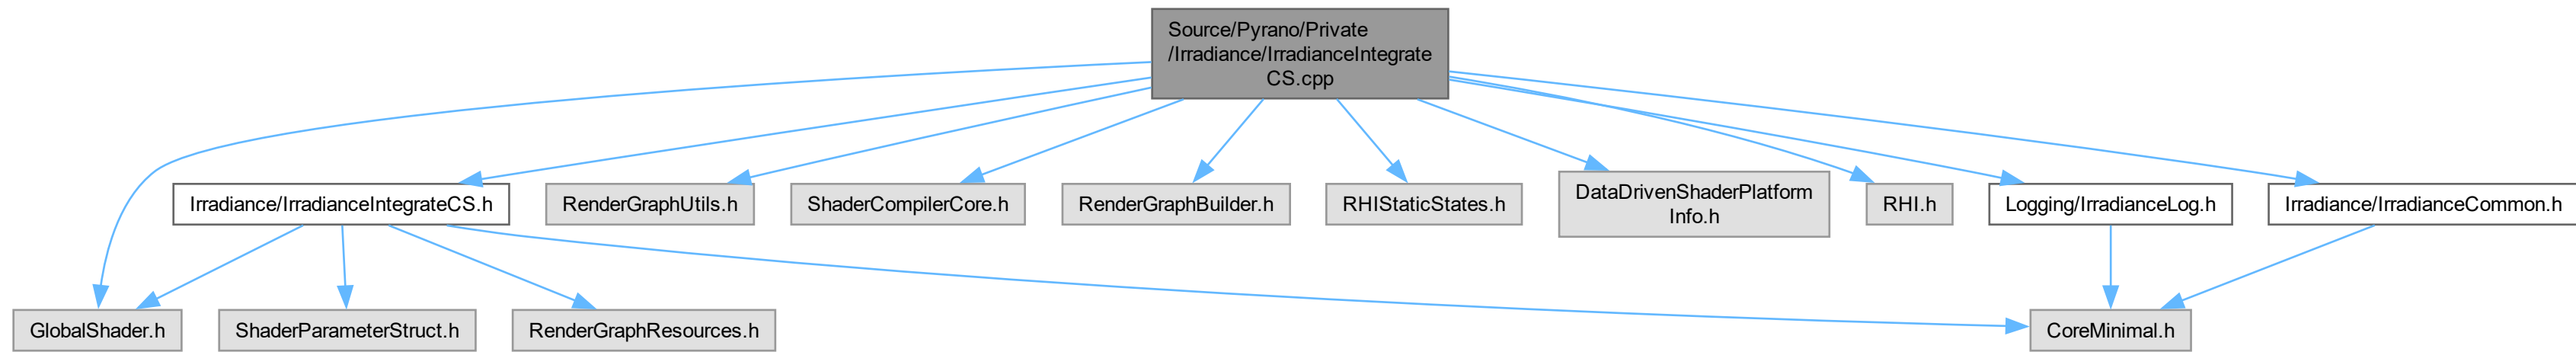 Source/Pyrano/Private
/Irradiance/IrradianceIntegrate
CS.cpp
Irradiance/IrradianceIntegrateCS.h
RenderGraphUtils.h
ShaderCompilerCore.h
RenderGraphBuilder.h
RHIStaticStates.h
DataDrivenShaderPlatform
Info.h
RHI.h
Logging/IrradianceLog.h
Irradiance/IrradianceCommon.h
GlobalShader.h
ShaderParameterStruct.h
RenderGraphResources.h
CoreMinimal.h